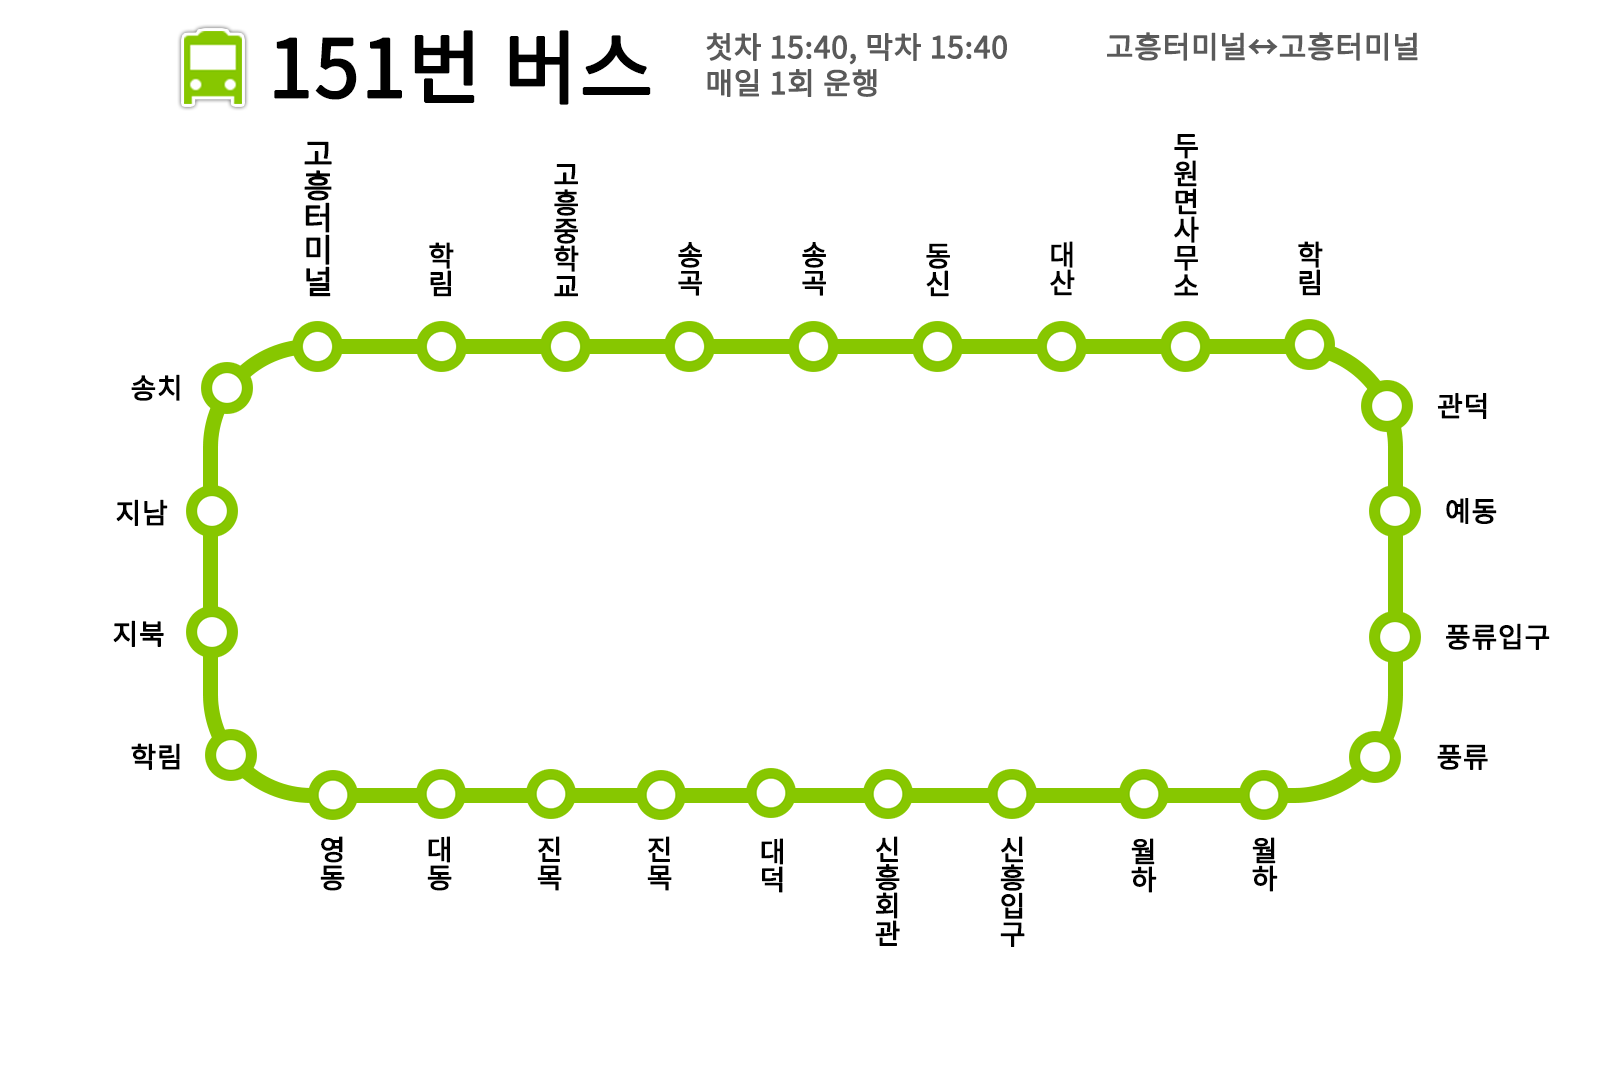 151번 버스
첫차 15:40, 막차 15:40
매일 1회 운행
고흥터미널↔고흥터미널
고흥터미널
학림
고흥중학교
송곡
송곡
동신
대산
두원면사무소
학림
관덕
예동
풍류입구
풍류
월하
월하
신흥입구
신흥회관
대덕
진목
진목
대동
영동
학림
지북
지남
송치